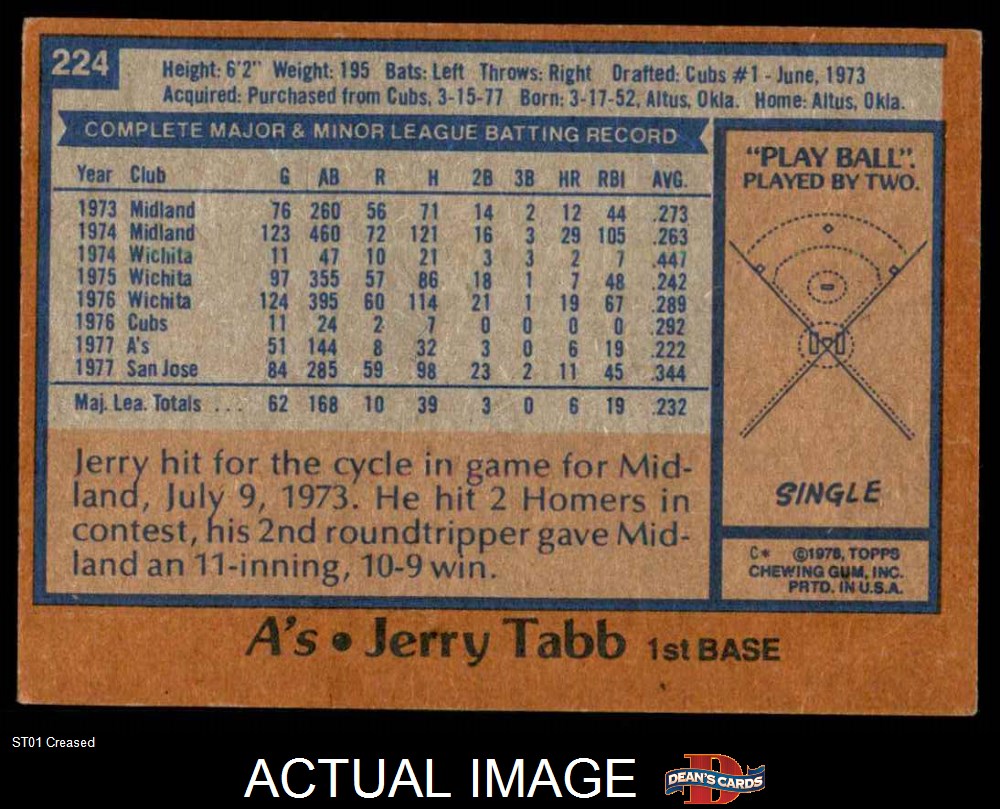 224
Height: 6'2" Weight: 195 Bats: Left Throws: Right Drafted: Cubs #1 - June, 1973
Acquired: Purchased from Cubs, 3-15-77 Born: 3-17-52, Altus, Okla. Home: Altus, Okla.
COMPLETE MAJOR & MINOR LEAGUE BATTING RECORD
Year Club G AB R H 2B 3B HR RBI AVG.
1973 Midland 76 260 56 71 14 2 12 44 .273
1974 Midland 123 460 72 121 16 3 29 105 .263
1974 Wichita 11 47 10 21 3 3 2 7 .447
1975 Wichita 97 355 57 86 18 1 7 48 .242
1976 Wichita 124 395 60 114 21 1 19 67 .289
1976 Cubs 11 24 2 7 0 0 0 0 .292
1977 A's 51 144 8 32 3 0 6 19 .222
1977 San Jose 84 285 59 98 23 2 11 45 .344
Maj. Lea. Totals ... 62 168 10 39 3 0 6 19 .232
Jerry hit for the cycle in game for Mid-
land, July 9, 1973. He hit 2 Homers in
contest, his 2nd roundtripper gave Mid-
land an 11-inning, 10-9 win.
"PLAY BALL".
PLAYED BY TWO.
SINGLE
C* ©1978, TOPPS
CHEWING GUM, INC.
PRTD. IN U.S.A.
A's • Jerry Tabb 1st BASE
ST01 Creased
ACTUAL IMAGE
D
DEAN'S CARDS